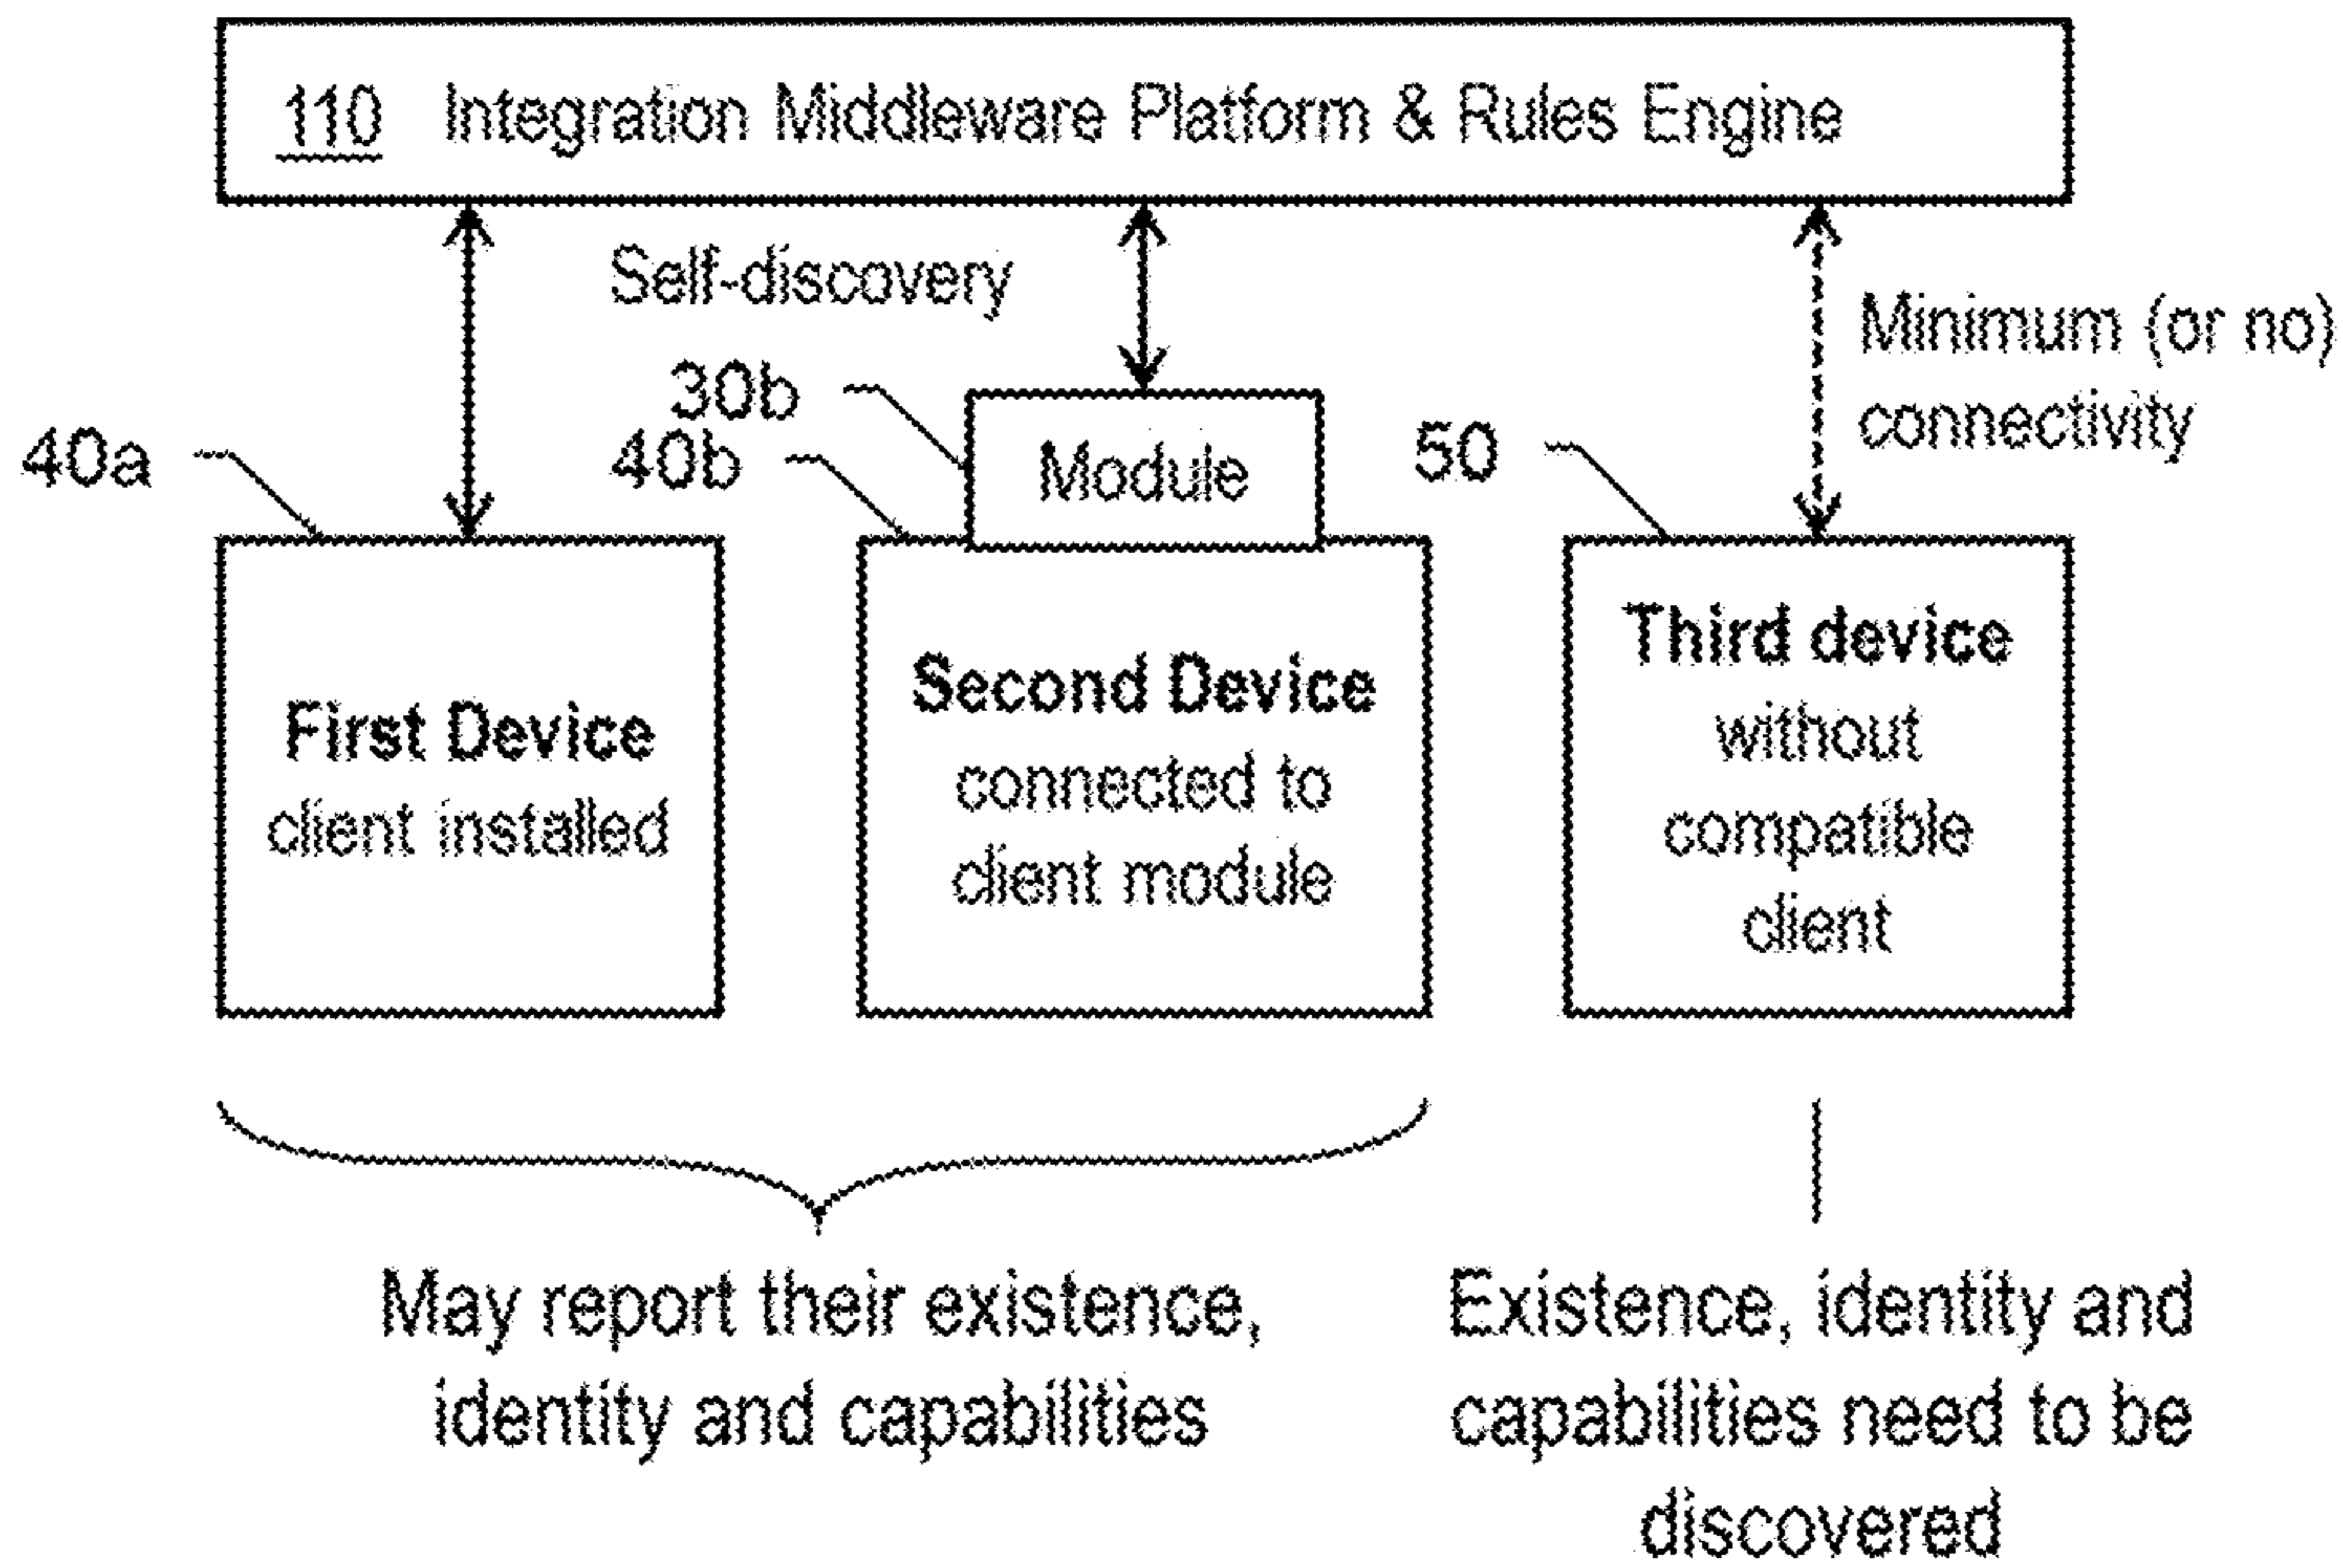 110 Integration Middleware Platform & Rules Engine
Self-discovery
Minimum (or no)
connectivity
30b
40a
40b
Module
50
First Device
client installed
Second Device
connected to
client module
Third device
without
compatible
client
May report their existence,
identity and capabilities
Existence, identity and
capabilities need to be
discovered